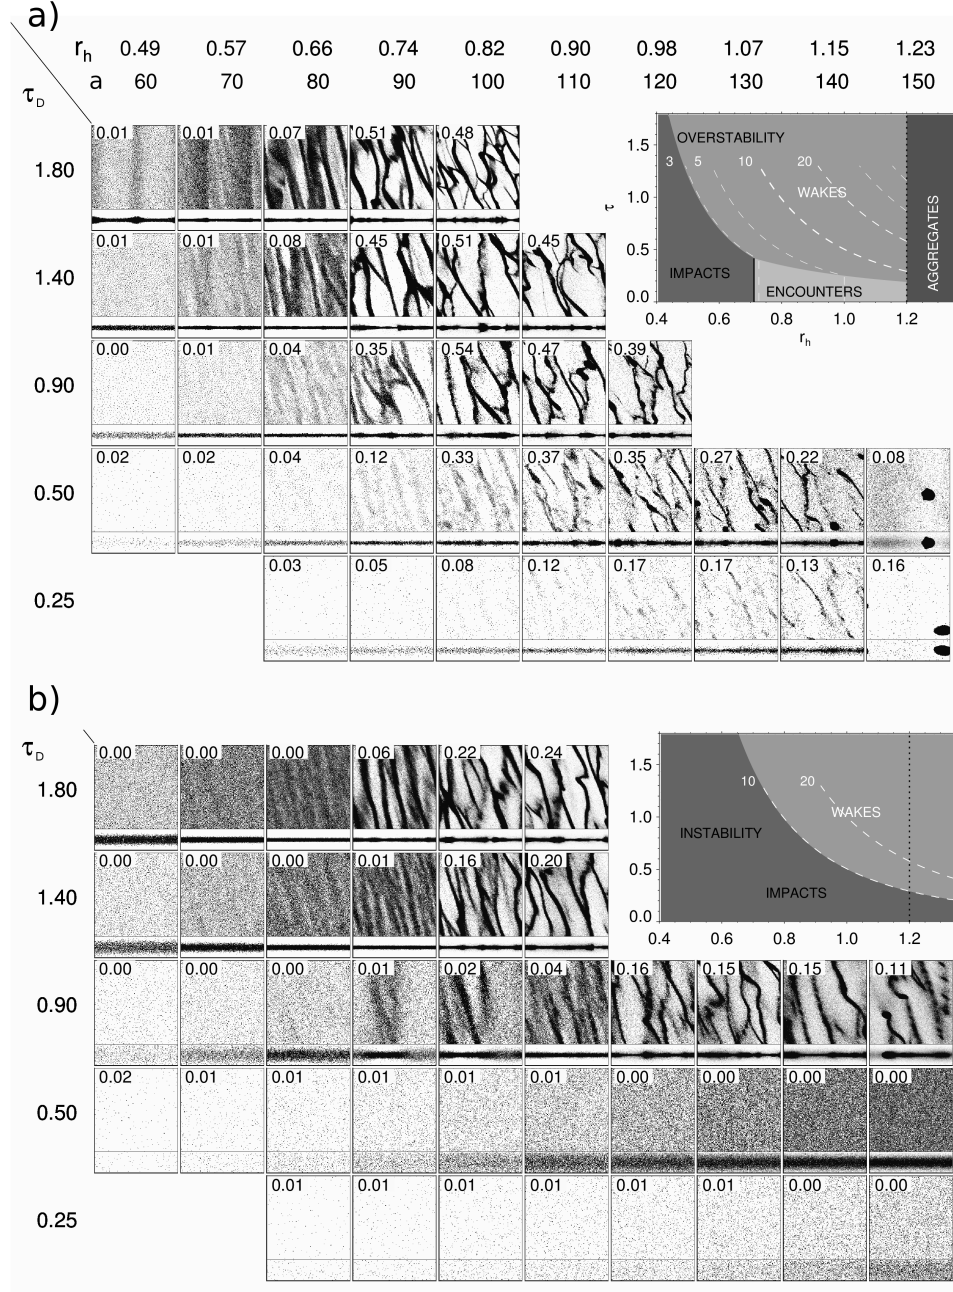 a)
r_h 0.49 0.57 0.66 0.74 0.82 0.90 0.98 1.07 1.15 1.23
a 60 70 80 90 100 110 120 130 140 150
τ_D
1.80 0.01 0.01 0.07 0.51 0.48
1.40 0.01 0.01 0.08 0.45 0.51 0.45
0.90 0.00 0.01 0.04 0.35 0.54 0.47 0.39
0.50 0.02 0.02 0.04 0.12 0.33 0.37 0.35 0.27 0.22 0.08
0.25 0.03 0.05 0.08 0.12 0.17 0.17 0.13 0.16
OVERSTABILITY
3 5 10 20
WAKES
IMPACTS
ENCOUNTERS
AGGREGATES
τ
1.5
1.0
0.5
0.0
0.4 0.6 0.8 1.0 1.2
r_h
b)
τ_D
1.80 0.00 0.00 0.00 0.06 0.22 0.24
1.40 0.00 0.00 0.00 0.01 0.16 0.20
0.90 0.00 0.00 0.00 0.01 0.02 0.04 0.16 0.15 0.15 0.11
0.50 0.02 0.01 0.01 0.01 0.01 0.01 0.00 0.00 0.00 0.00
0.25 0.01 0.01 0.01 0.01 0.01 0.01 0.00 0.00
10 20
WAKES
INSTABILITY
IMPACTS
1.5
1.0
0.5
0.0
0.4 0.6 0.8 1.0 1.2